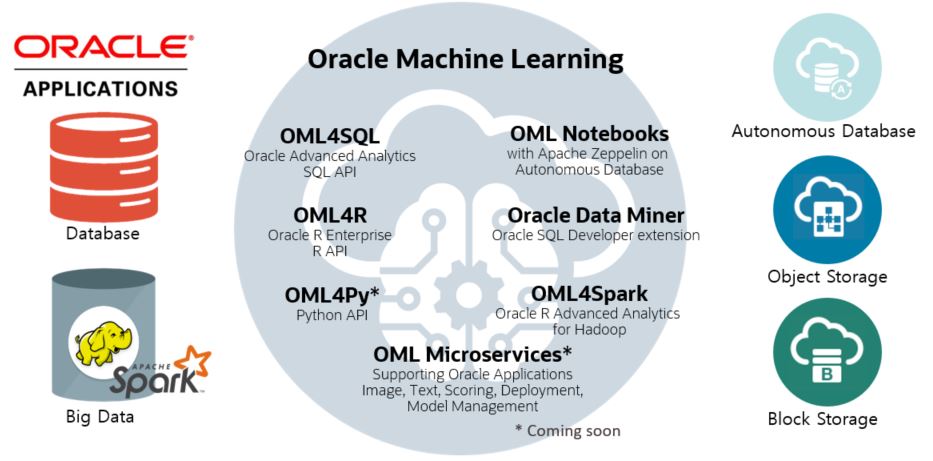 ORACLE®
APPLICATIONS
Database
APACHE
Spark™
Big Data
Oracle Machine Learning
OML4SQL
Oracle Advanced Analytics
SQL API
OML Notebooks
with Apache Zeppelin on
Autonomous Database
OML4R
Oracle R Enterprise
R API
Oracle Data Miner
Oracle SQL Developer extension
OML4Py*
Python API
OML4Spark
Oracle R Advanced Analytics
for Hadoop
OML Microservices*
Supporting Oracle Applications
Image, Text, Scoring, Deployment,
Model Management
* Coming soon
A
Autonomous Database
Object Storage
B
Block Storage